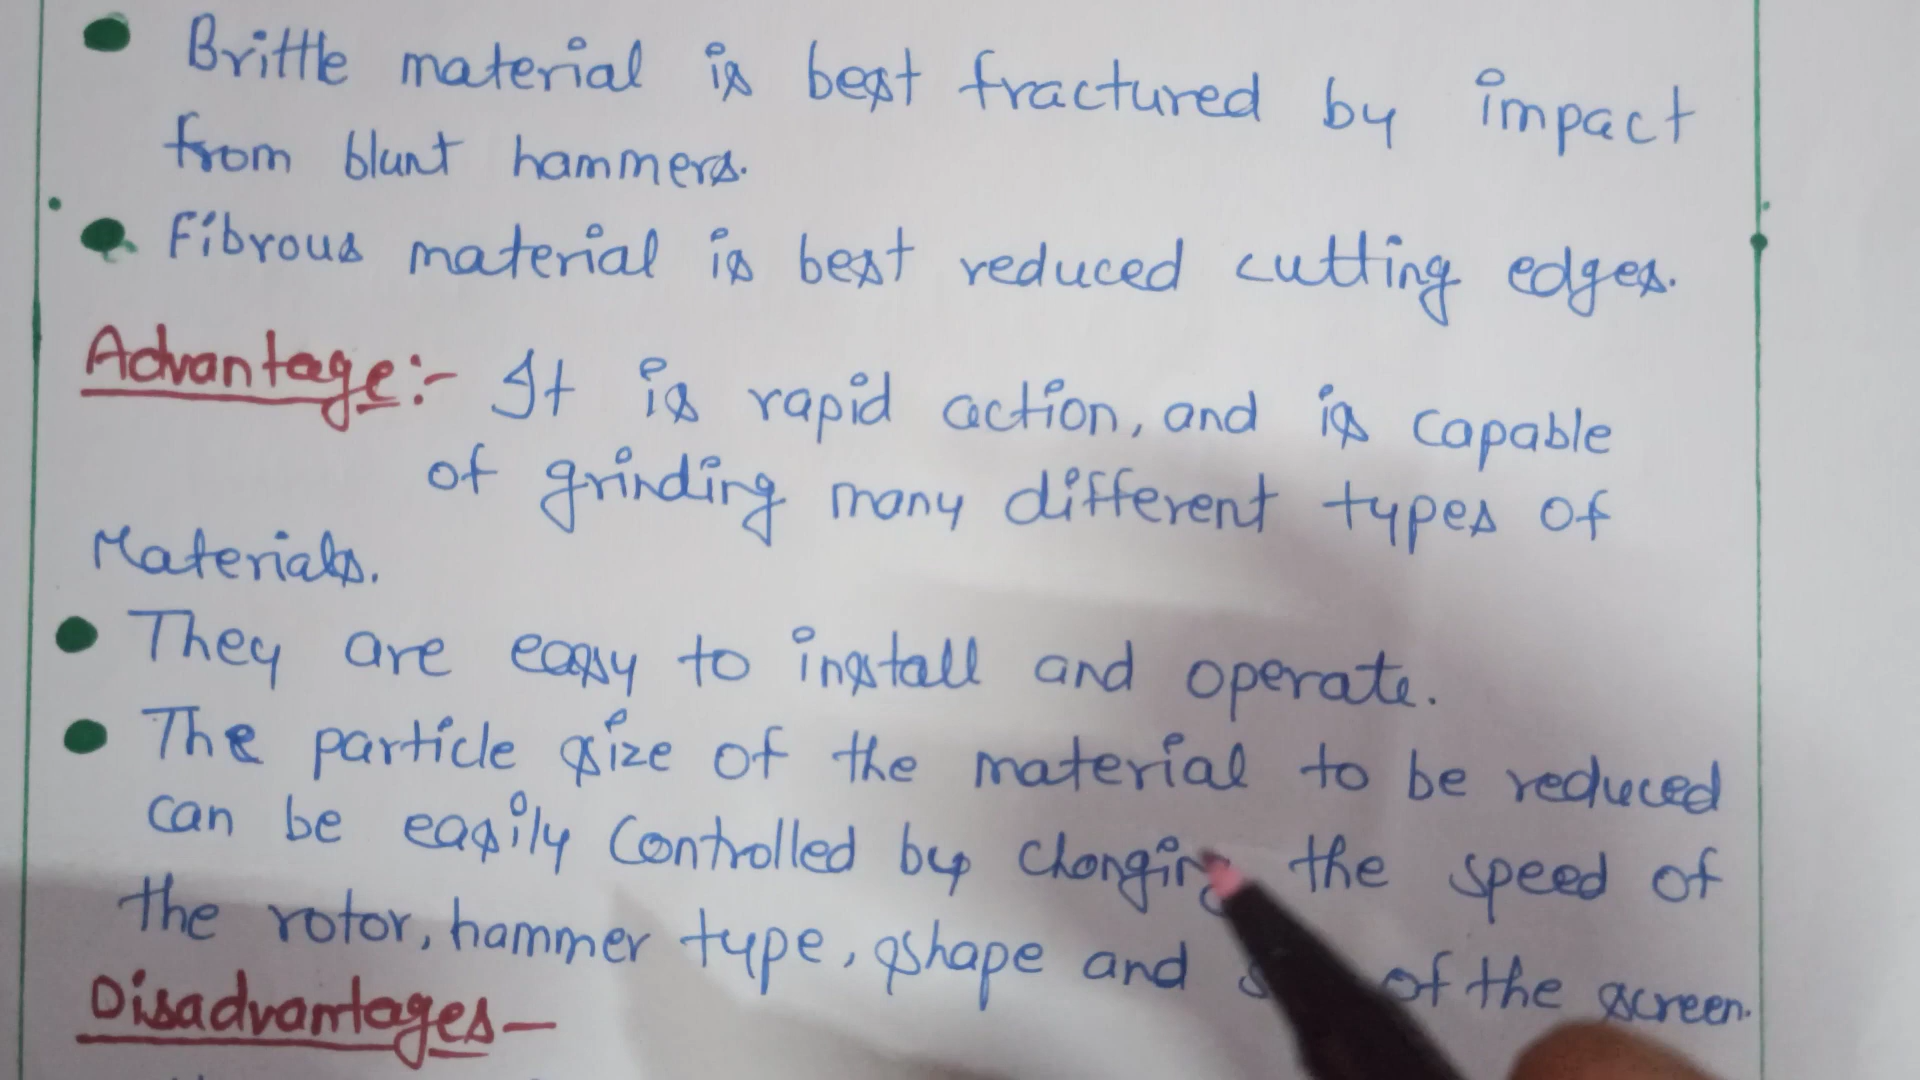 Brittle material is best fractured by impact
from blunt hammers.
Fibrous material is best reduced cutting edges.
Advantage:- It is rapid action, and is capable
of grinding many different types of
Materials.
They are easy to install and operate.
The particle size of the material to be reduced
can be easily controlled by changing the speed of
the rotor, hammer type, shape and of the screen.
Disadvantages-